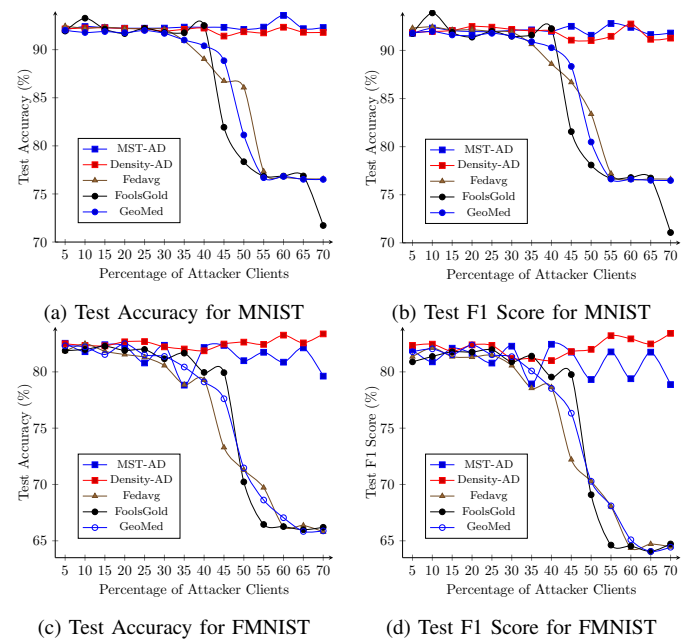 90
85
80
75
70
5 10 15 20 25 30 35 40 45 50 55 60 65 70
Test Accuracy (%)
Percentage of Attacker Clients
MST-AD
Density-AD
Fedavg
FoolsGold
GeoMed
(a) Test Accuracy for MNIST
90
85
80
75
70
5 10 15 20 25 30 35 40 45 50 55 60 65 70
Test Accuracy (%)
Percentage of Attacker Clients
MST-AD
Density-AD
Fedavg
FoolsGold
GeoMed
(b) Test F1 Score for MNIST
80
75
70
65
5 10 15 20 25 30 35 40 45 50 55 60 65 70
Test Accuracy (%)
Percentage of Attacker Clients
MST-AD
Density-AD
Fedavg
FoolsGold
GeoMed
(c) Test Accuracy for FMNIST
80
75
70
65
5 10 15 20 25 30 35 40 45 50 55 60 65 70
Test F1 Score (%)
Percentage of Attacker Clients
MST-AD
Density-AD
Fedavg
FoolsGold
GeoMed
(d) Test F1 Score for FMNIST